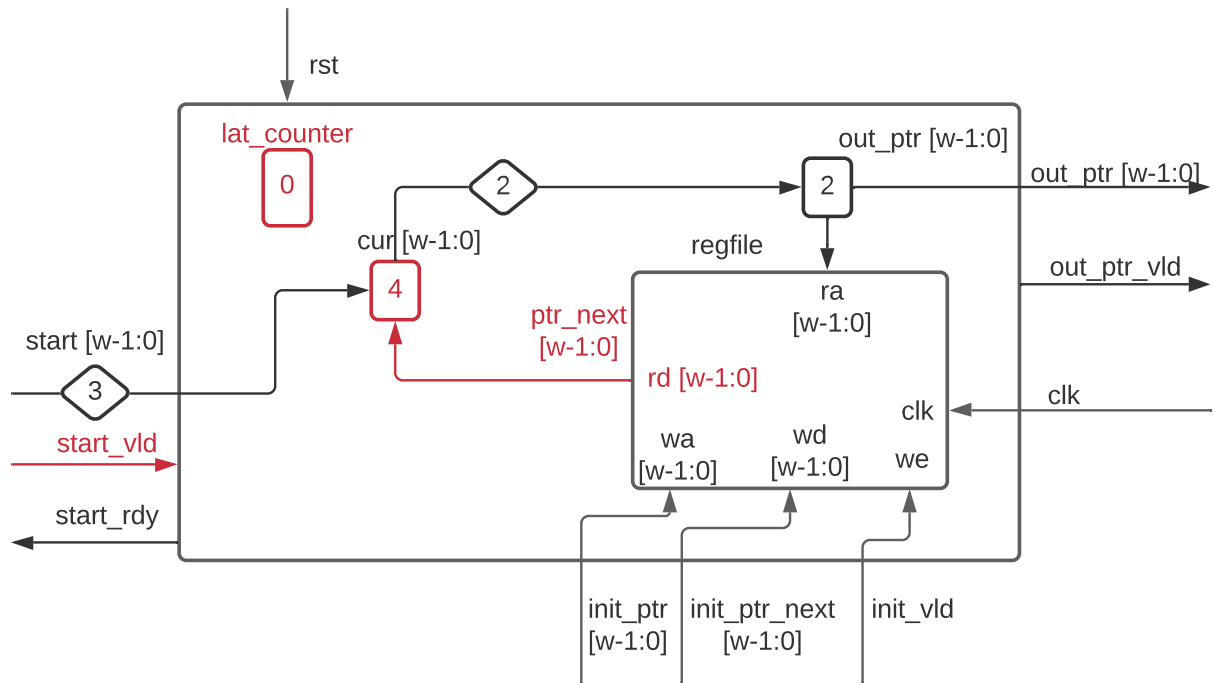 rst
lat_counter
0
2
out_ptr [w-1:0]
2
out_ptr [w-1:0]
cur [w-1:0]
4
regfile
out_ptr_vld
ra
[w-1:0]
ptr_next
[w-1:0]
start [w-1:0]
3
rd [w-1:0]
clk
clk
start_vld
wa
[w-1:0]
wd
[w-1:0]
we
start_rdy
init_ptr
[w-1:0]
init_ptr_next
[w-1:0]
init_vld